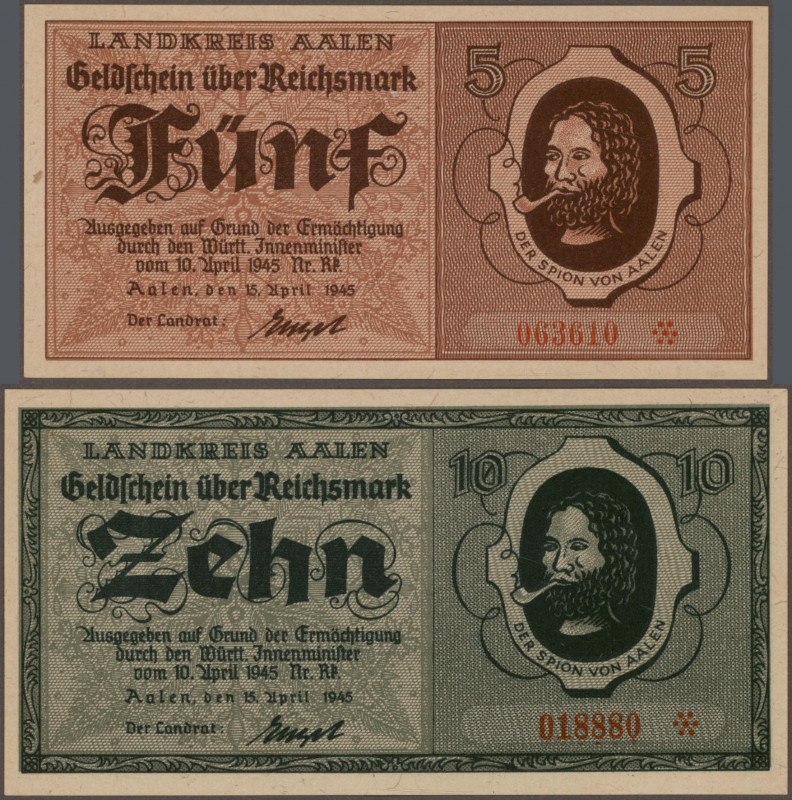 LANDKREIS AALEN
Geldschein über Reichsmark
Fünf
Ausgegeben auf Grund der Ermächtigung
durch den Württ. Innenminister
vom 10. April 1945 Nr. Rk.
Aalen, den 15. April 1945
Der Landrat:
5 5
DER SPION VON AALEN
063610
LANDKREIS AALEN
Geldschein über Reichsmark
Zehn
Ausgegeben auf Grund der Ermächtigung
durch den Württ. Innenminister
vom 10. April 1945 Nr. Rk.
Aalen, den 15. April 1945
Der Landrat:
10 10
DER SPION VON AALEN
018880